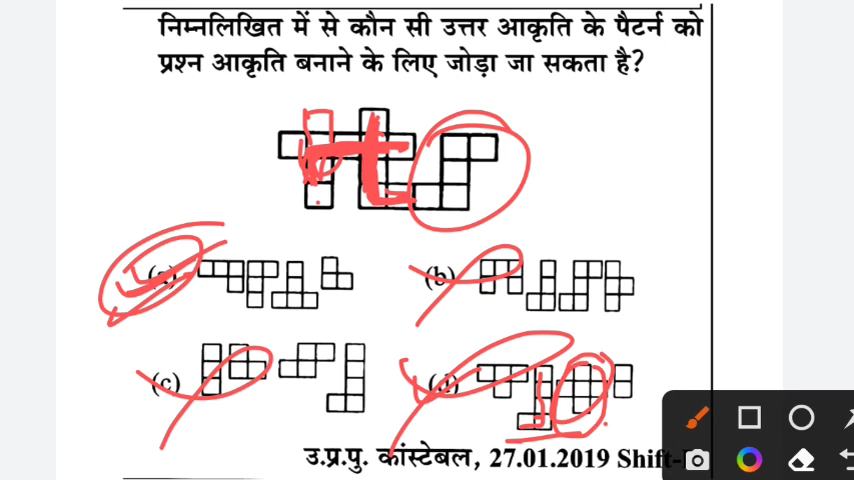 निम्नलिखित में से कौन सी उत्तर आकृति के पैटर्न को
प्रश्न आकृति बनाने के लिए जोड़ा जा सकता है?
(a)
(b)
(c)
(d)
उ.प्र.पु. कांस्टेबल, 27.01.2019 Shift-